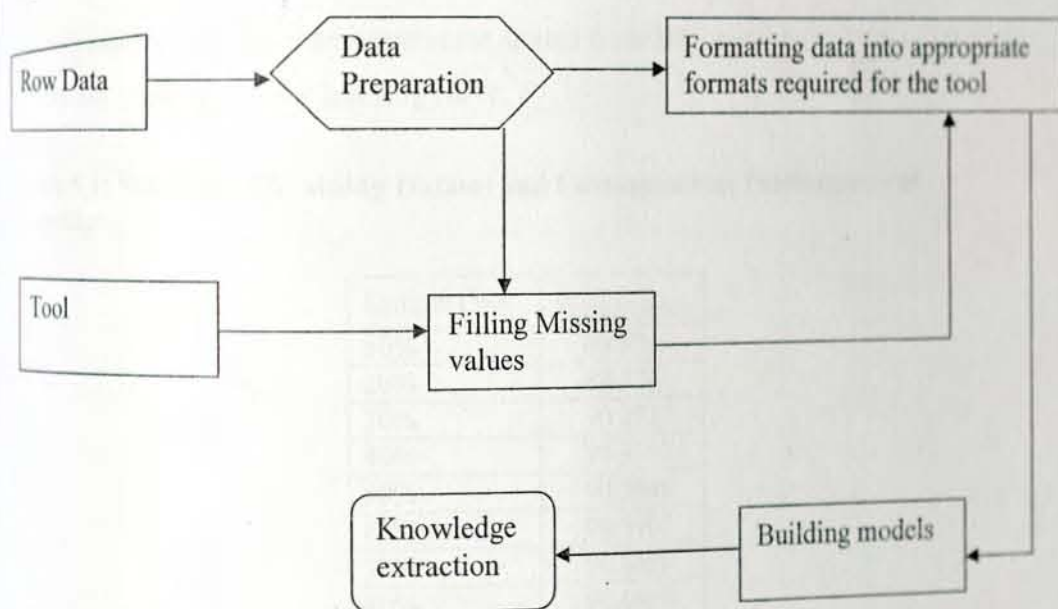 Row Data
Data
Preparation
Formatting data into appropriate
formats required for the tool
Tool
Filling Missing
values
Building models
Knowledge
extraction